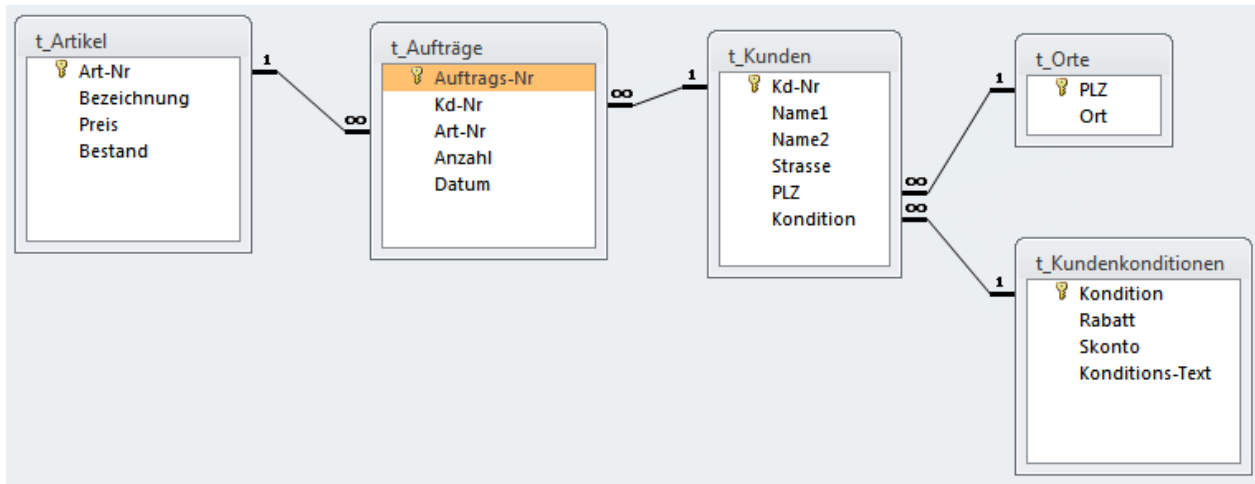 t_Artikel
Art-Nr
Bezeichnung
Preis
Bestand
1
∞
t_Aufträge
Auftrags-Nr
Kd-Nr
Art-Nr
Anzahl
Datum
∞
1
t_Kunden
Kd-Nr
Name1
Name2
Strasse
PLZ
Kondition
∞
1
∞
1
t_Orte
PLZ
Ort
t_Kundenkonditionen
Kondition
Rabatt
Skonto
Konditions-Text